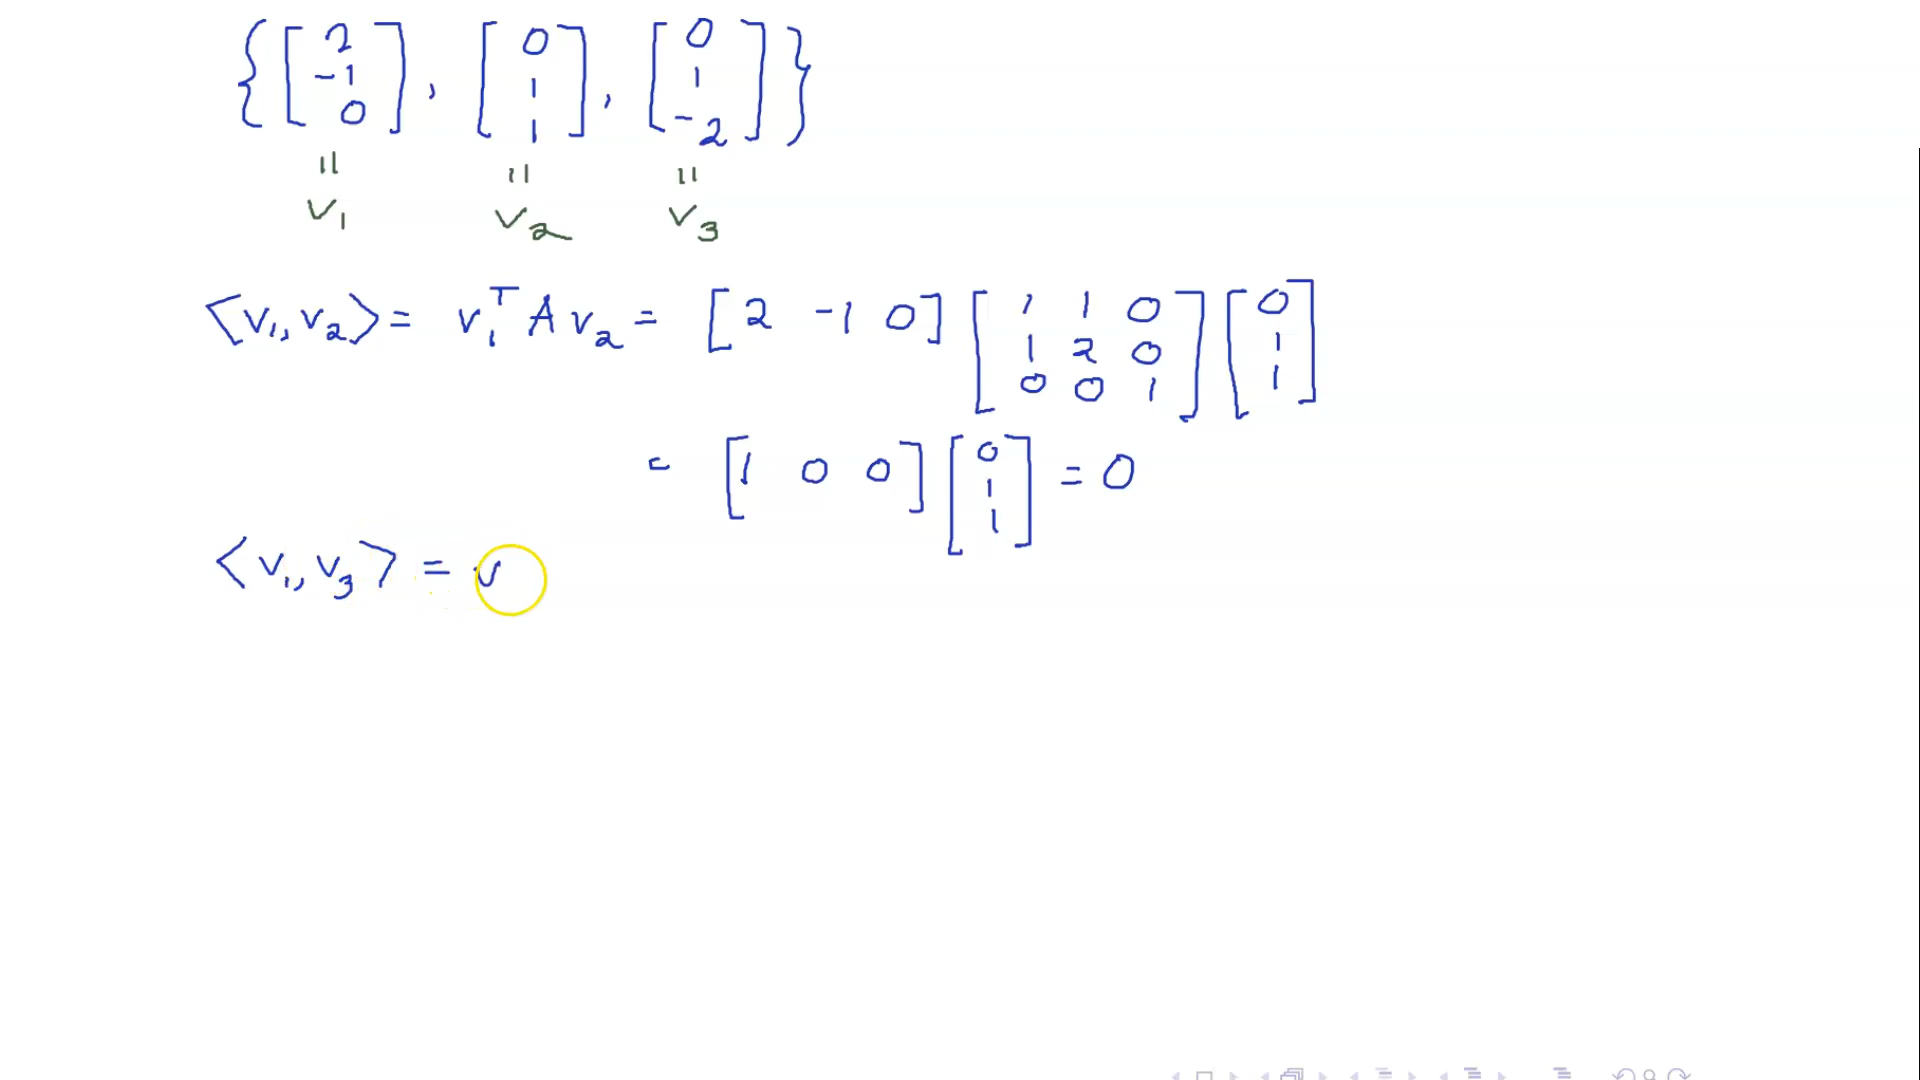 {[2 -1 0], [0 1 1], [0 1 -2]}
= = =
v₁ v₂ v₃
⟨v₁, v₂⟩ = v₁ᵀ A v₂ = [2 -1 0] [1 1 0; 1 2 0; 0 0 1] [0; 1; 1]
= [1 0 0] [0; 1; 1] = 0
⟨v₁, v₃⟩ = v